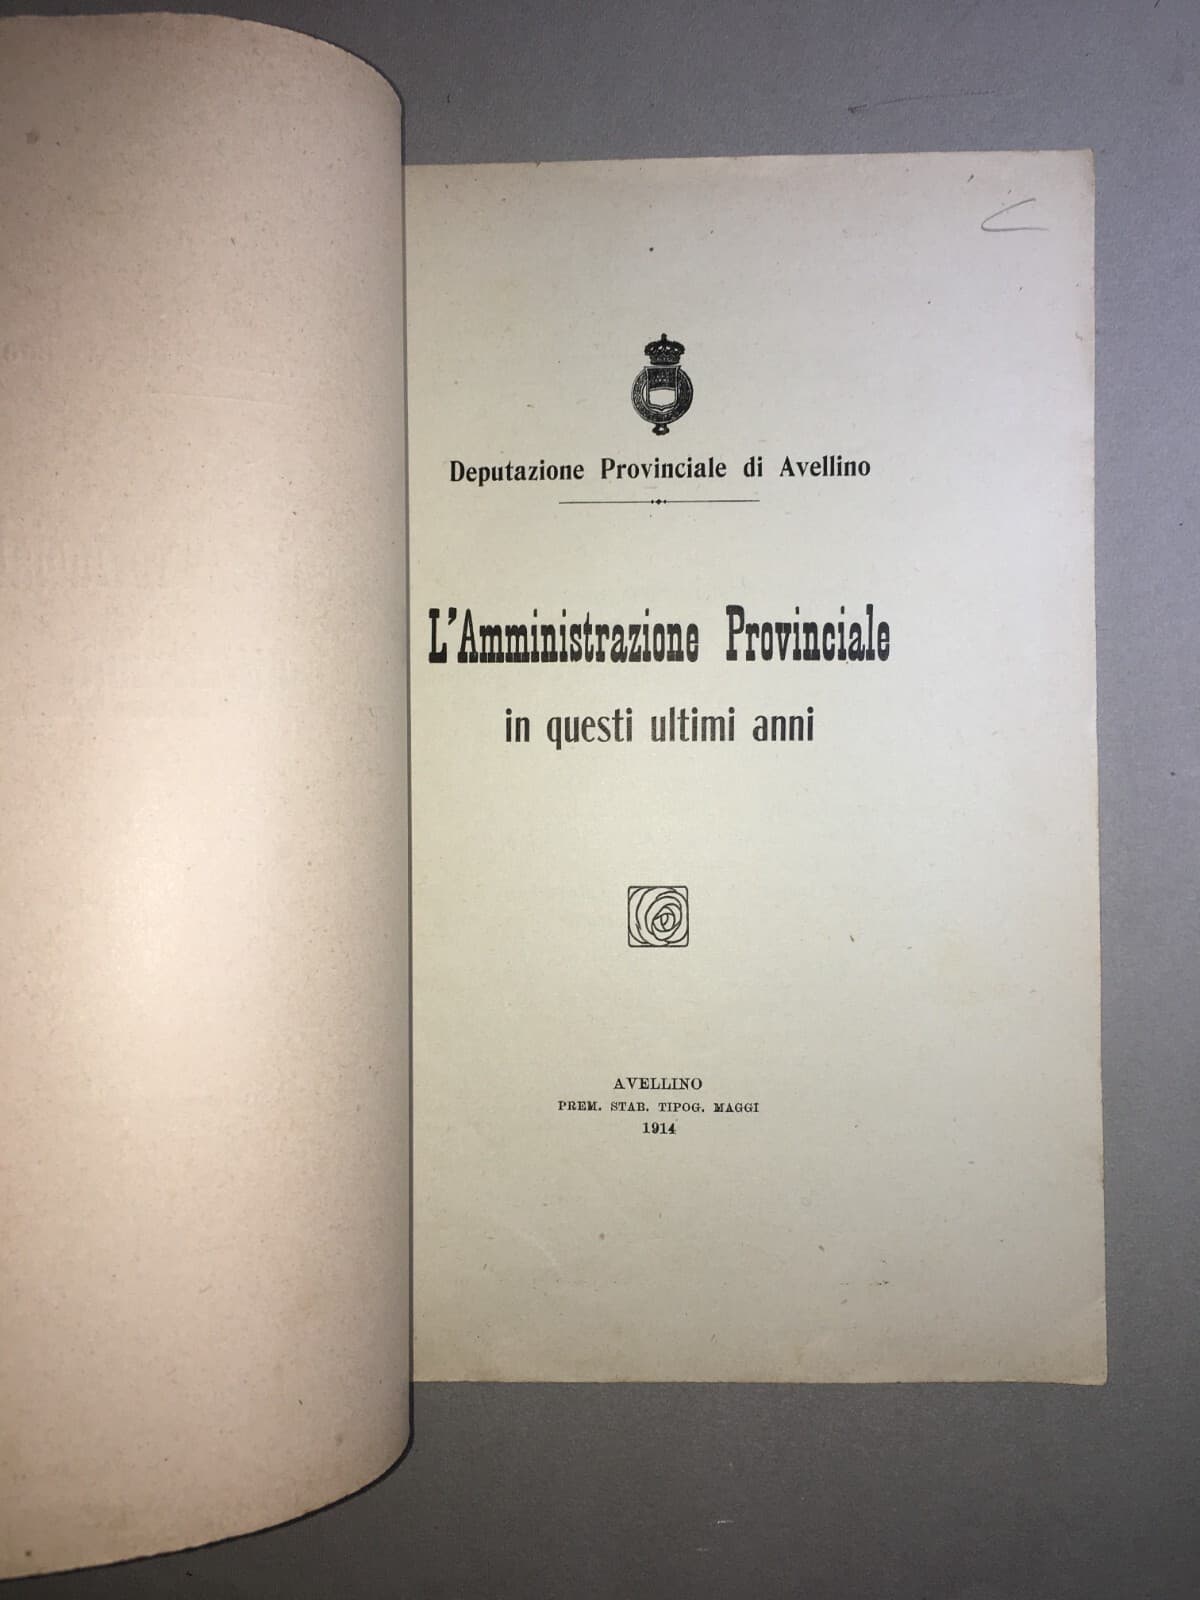 Deputazione Provinciale di Avellino
L'Amministrazione Provinciale
in questi ultimi anni
AVELLINO
PREM. STAB. TIPOG. MAGGI
1914